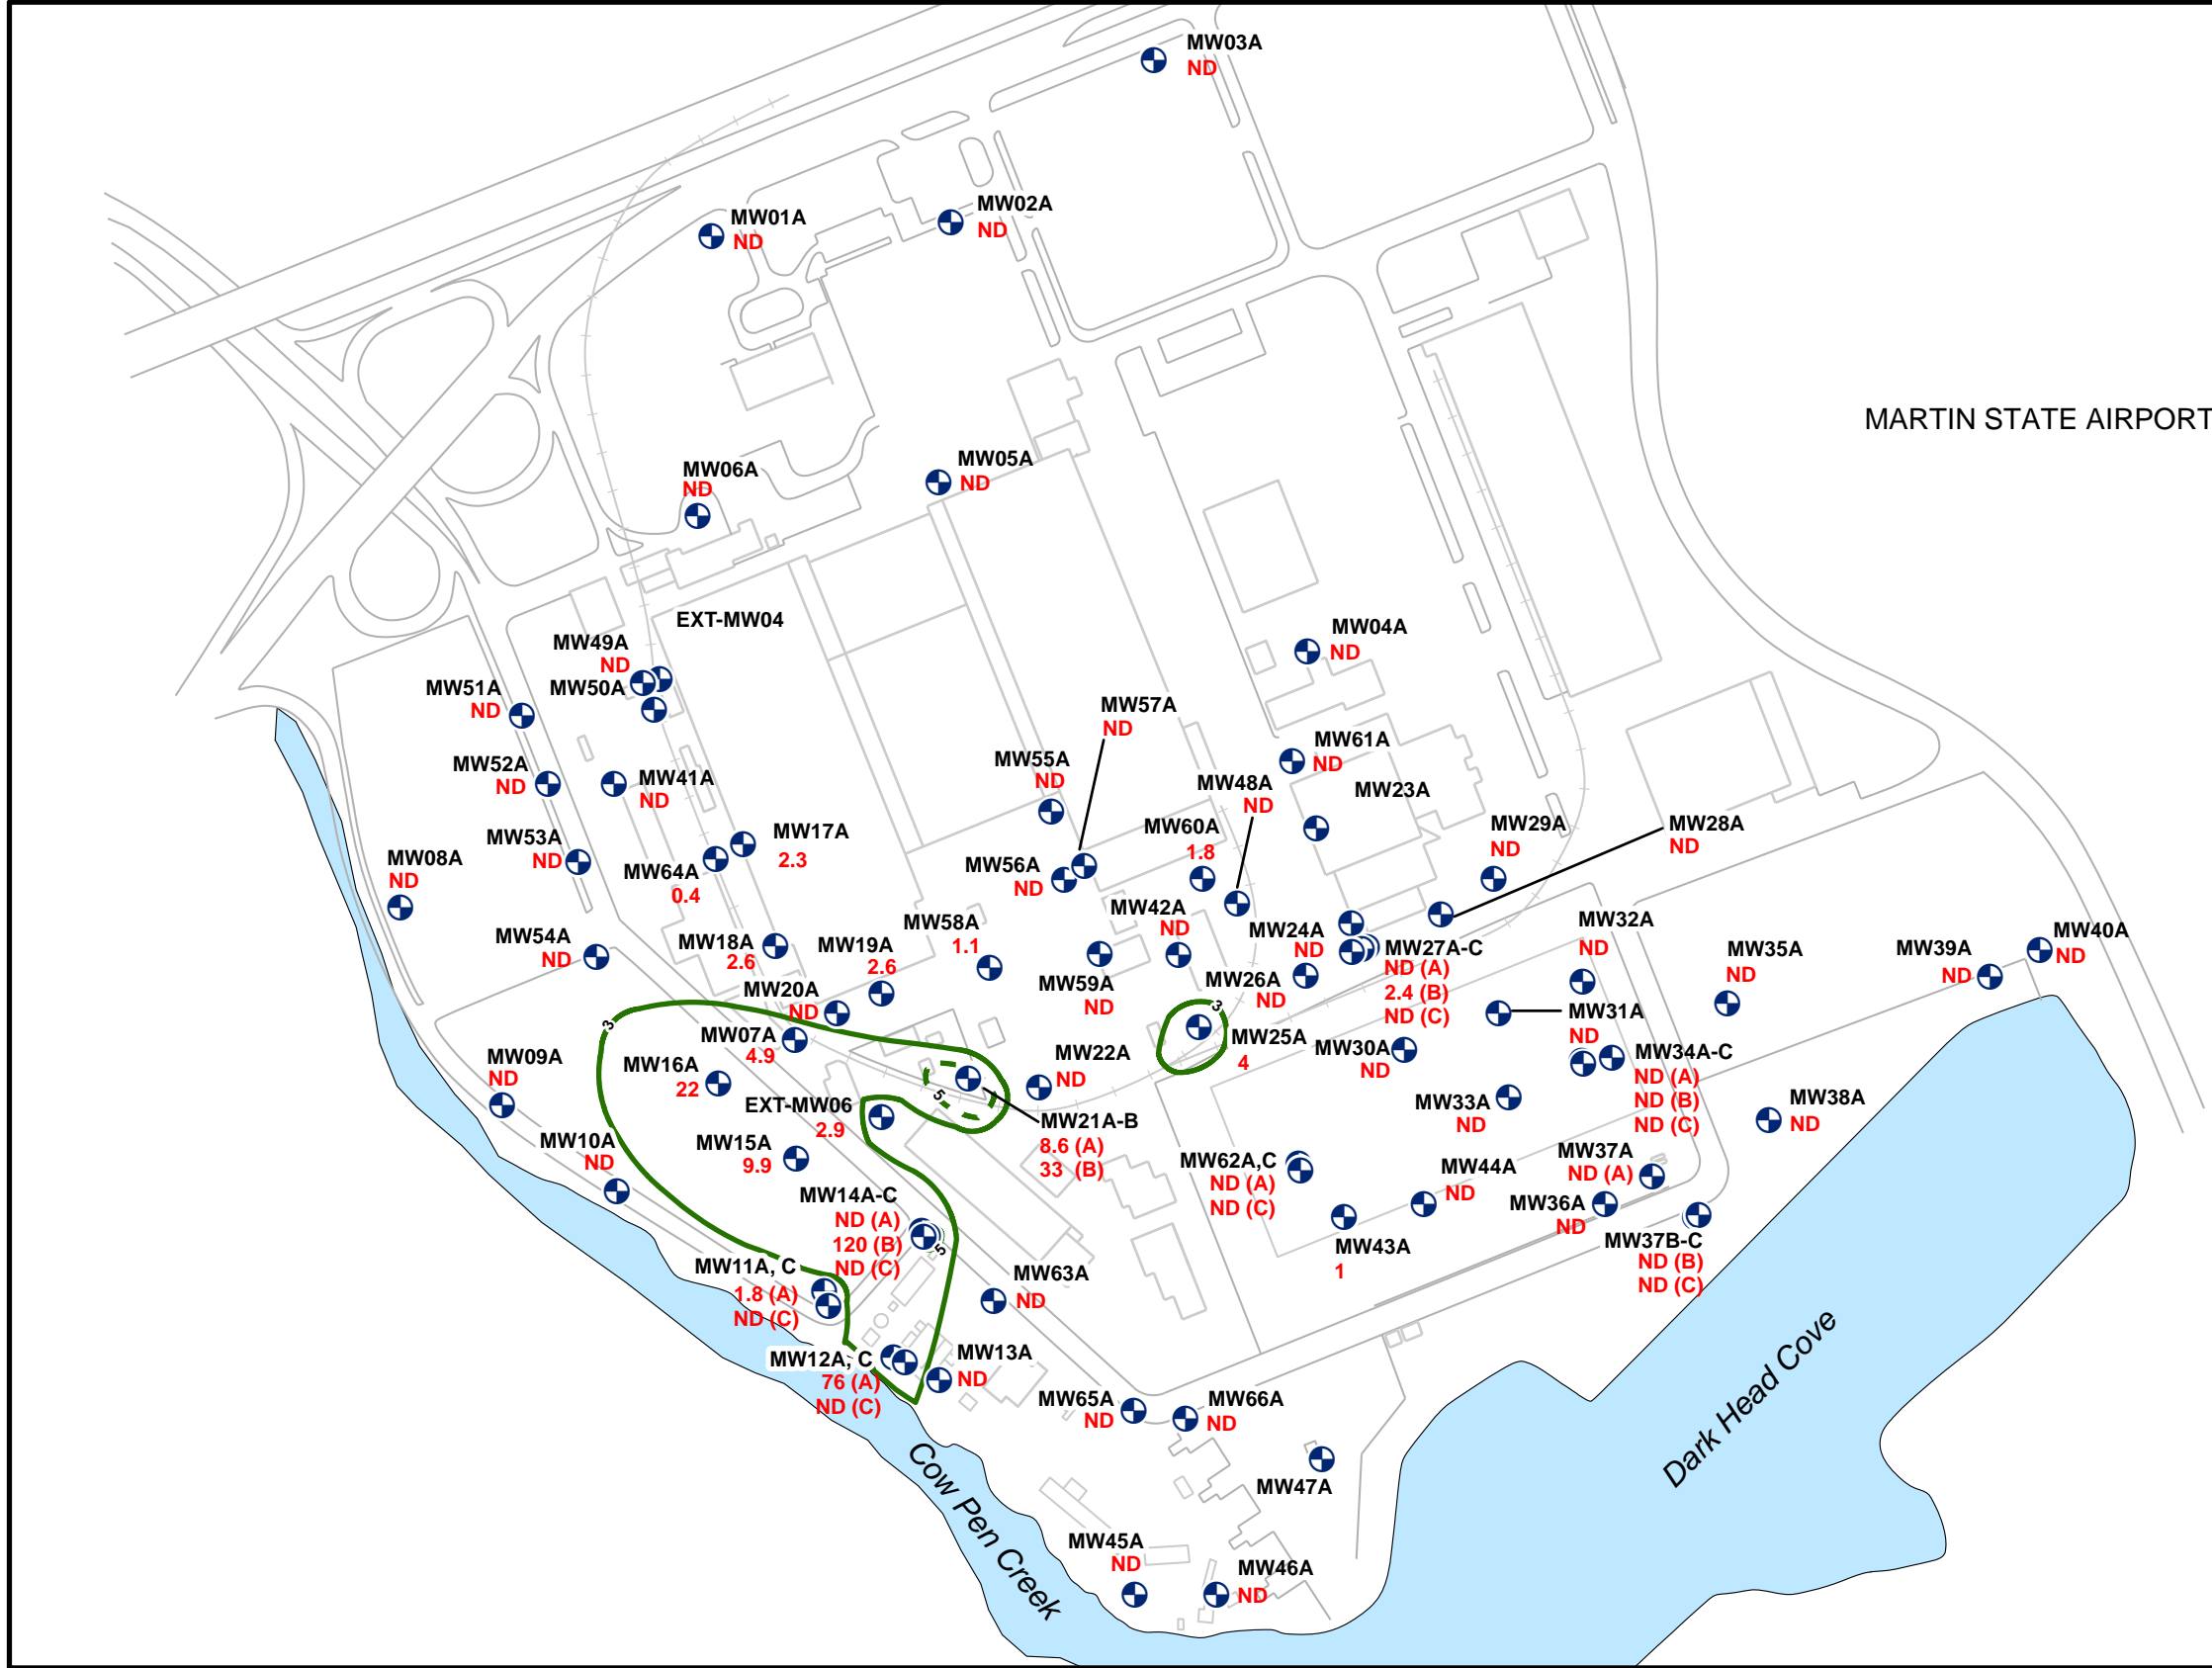 MW03A
ND
MW02A
ND
MW01A
ND
MARTIN STATE AIRPORT
MW05A
ND
MW06A
ND
EXT-MW04
MW04A
ND
MW49A
ND
MW50A
MW51A
ND
MW57A
ND
MW61A
ND
MW55A
ND
MW52A
ND
MW41A
ND
MW48A
ND
MW23A
MW60A
1.8
MW29A
ND
MW28A
ND
MW17A
2.3
MW53A
ND
MW08A
ND
MW64A
0.4
MW56A
ND
MW42A
ND
MW58A
1.1
MW24A
ND
MW32A
ND
MW54A
ND
MW18A
2.6
MW19A
2.6
MW27A-C
ND (A)
2.4 (B)
ND (C)
MW35A
ND
MW39A
ND
MW40A
ND
MW59A
ND
MW26A
ND
MW20A
ND
3
3
MW31A
ND
MW07A
4.9
MW25A
4
MW30A
ND
MW09A
ND
MW16A
22
MW22A
ND
MW34A-C
ND (A)
ND (B)
ND (C)
5
EXT-MW06
2.9
MW21A-B
8.6 (A)
33 (B)
MW33A
ND
MW38A
ND
MW10A
ND
MW15A
9.9
MW62A,C
ND (A)
ND (C)
MW44A
ND
MW37A
ND (A)
MW36A
ND
MW14A-C
ND (A)
120 (B)
ND (C)
5
MW43A
1
MW37B-C
ND (B)
ND (C)
MW11A, C
1.8 (A)
ND (C)
MW63A
ND
MW12A, C
76 (A)
ND (C)
MW13A
ND
MW65A
ND
MW66A
ND
Dark Head Cove
MW47A
Cow Pen Creek
MW45A
ND
MW46A
ND